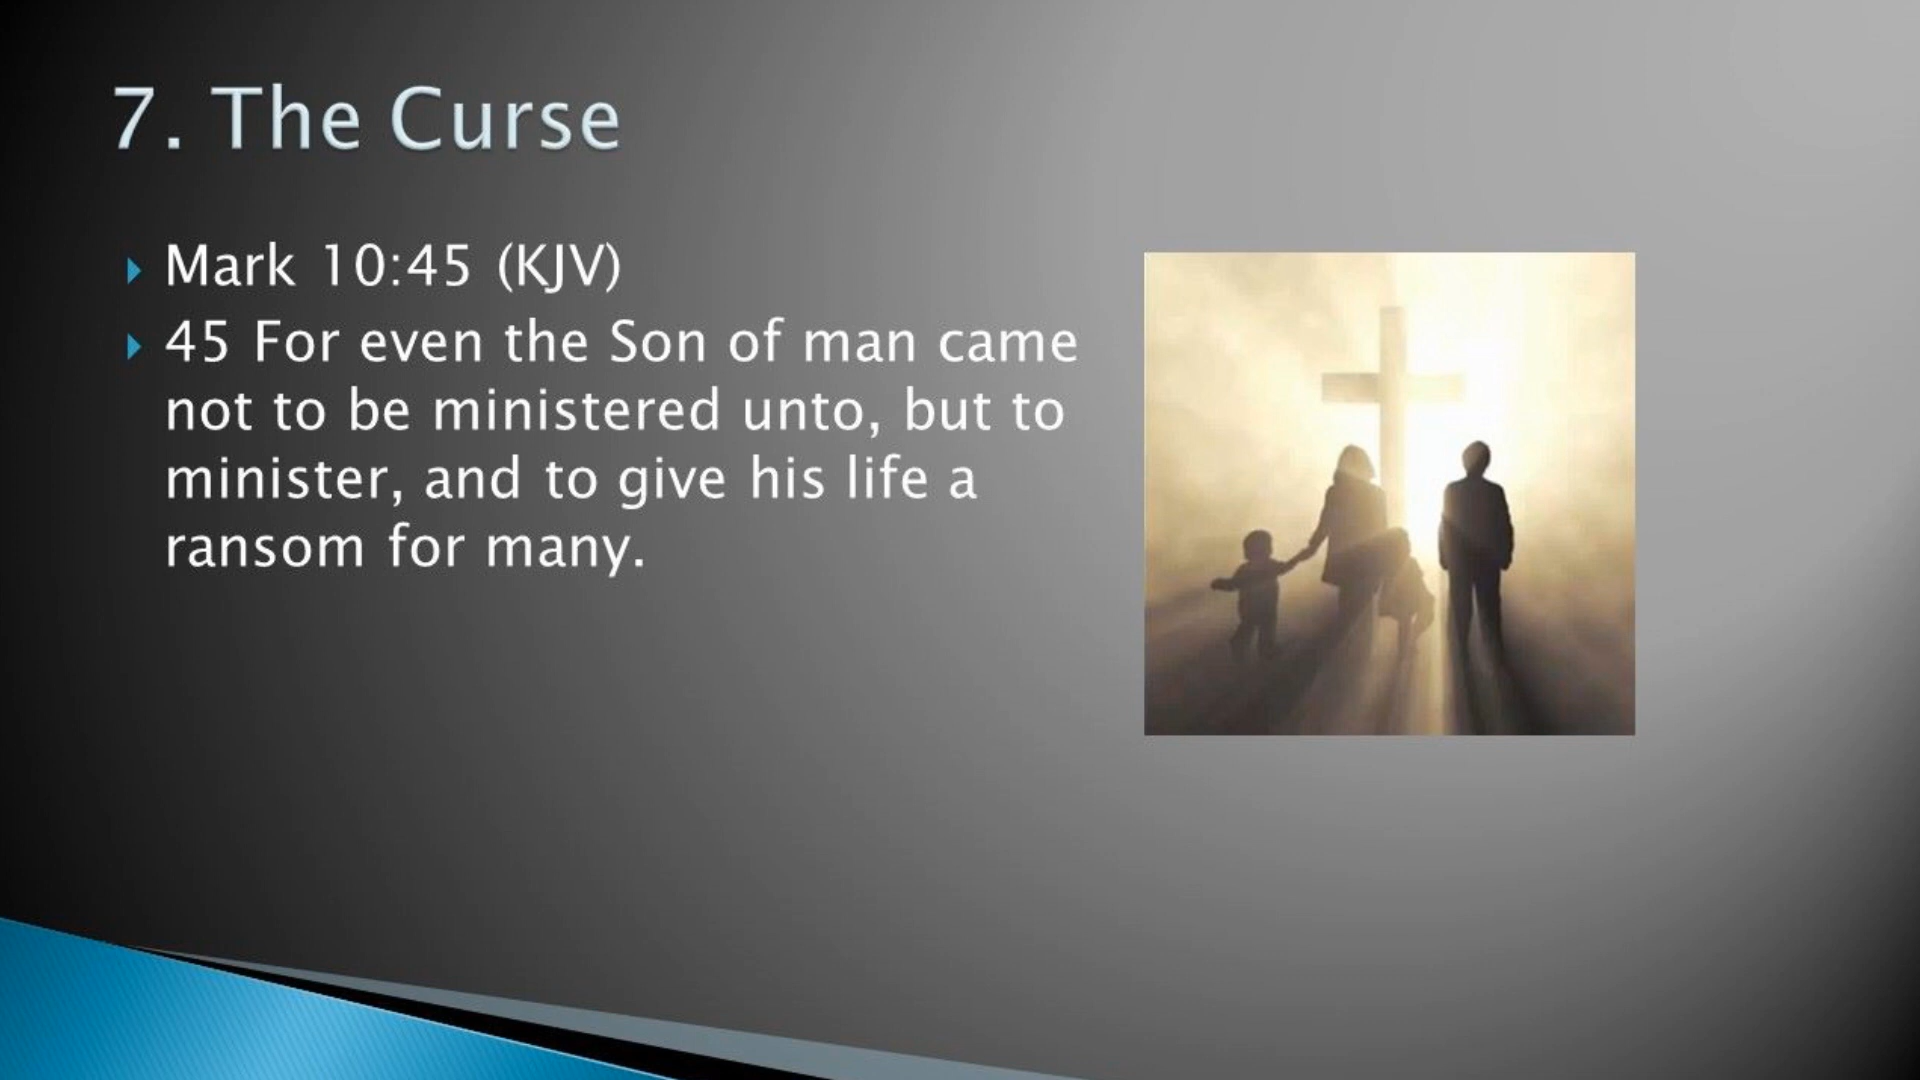 7. The Curse
Mark 10:45 (KJV)
45 For even the Son of man came
not to be ministered unto, but to
minister, and to give his life a
ransom for many.